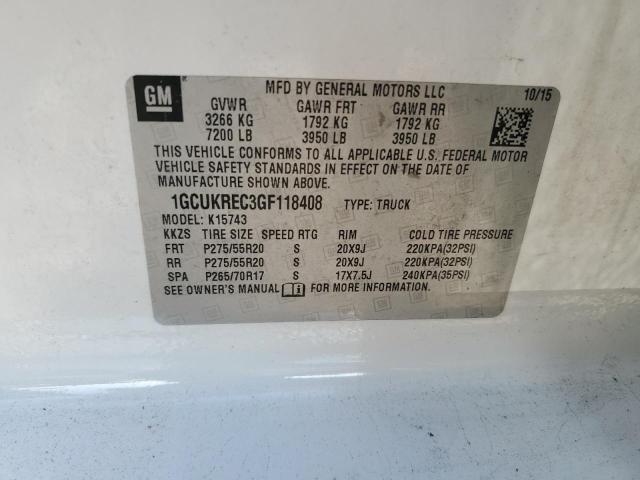 GM
MFD BY GENERAL MOTORS LLC
10/15
GVWR GAWR FRT GAWR RR
3266 KG 1792 KG 1792 KG
7200 LB 3950 LB 3950 LB
THIS VEHICLE CONFORMS TO ALL APPLICABLE U.S. FEDERAL MOTOR
VEHICLE SAFETY STANDARDS IN EFFECT ON THE DATE OF
MANUFACTURE SHOWN ABOVE.
1GCUKREC3GF118408 TYPE: TRUCK
MODEL: K15743
KKZS TIRE SIZE SPEED RTG RIM COLD TIRE PRESSURE
FRT P275/55R20 S 20X9J 220KPA(32PSI)
RR P275/55R20 S 20X9J 220KPA(32PSI)
SPA P265/70R17 S 17X7.5J 240KPA(35PSI)
SEE OWNER'S MANUAL FOR MORE INFORMATION.